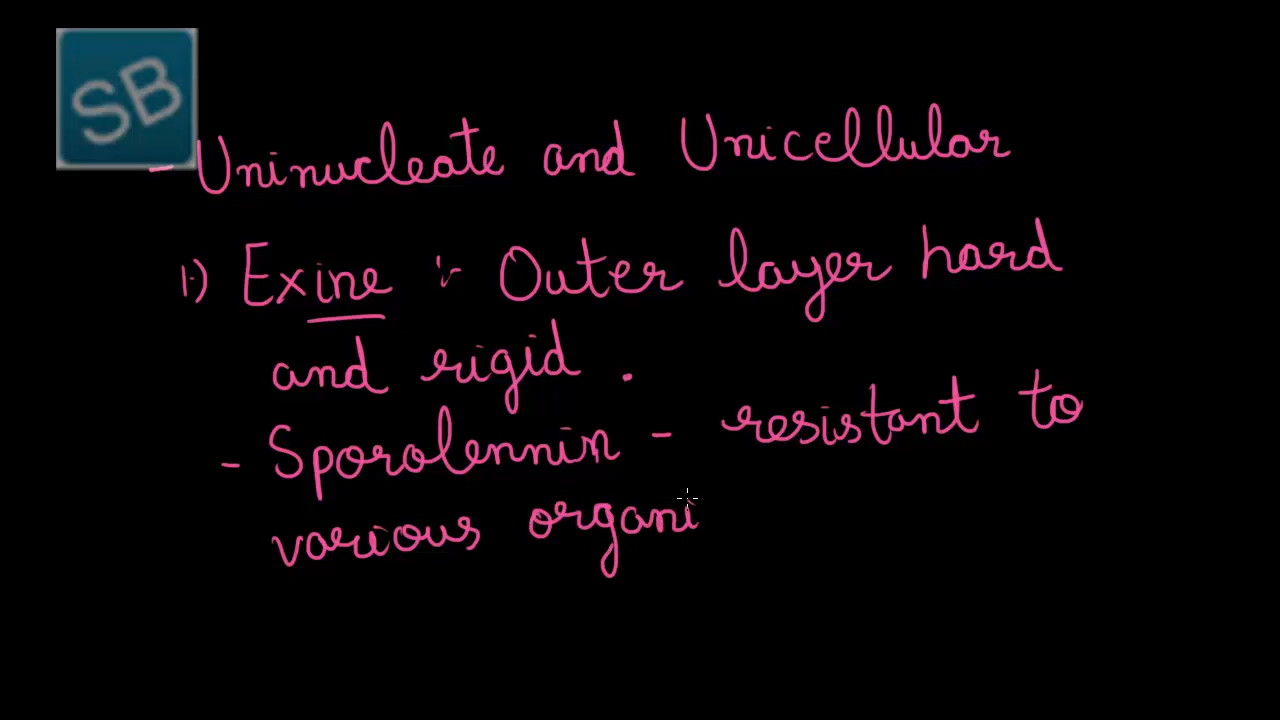 SB
- Uninucleate and Unicellular
1.) Exine :- Outer layer hard
and rigid .
- Sporolennin - resistant to
various organi